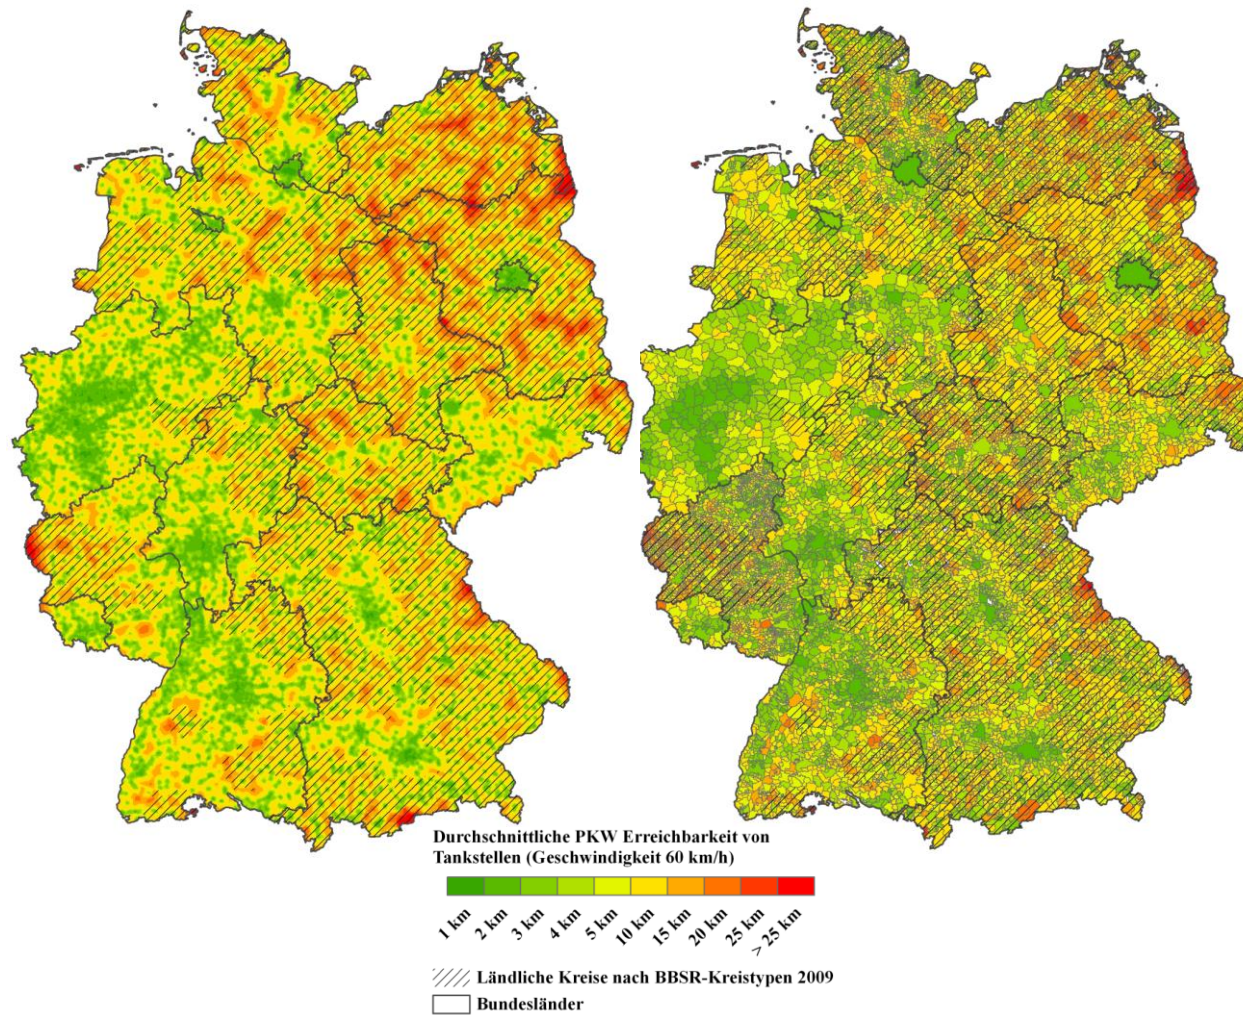 Durchschnittliche PKW Erreichbarkeit von
Tankstellen (Geschwindigkeit 60 km/h)
1 km
2 km
3 km
4 km
5 km
10 km
15 km
20 km
25 km
> 25 km
Ländliche Kreise nach BBSR-Kreistypen 2009
Bundesländer